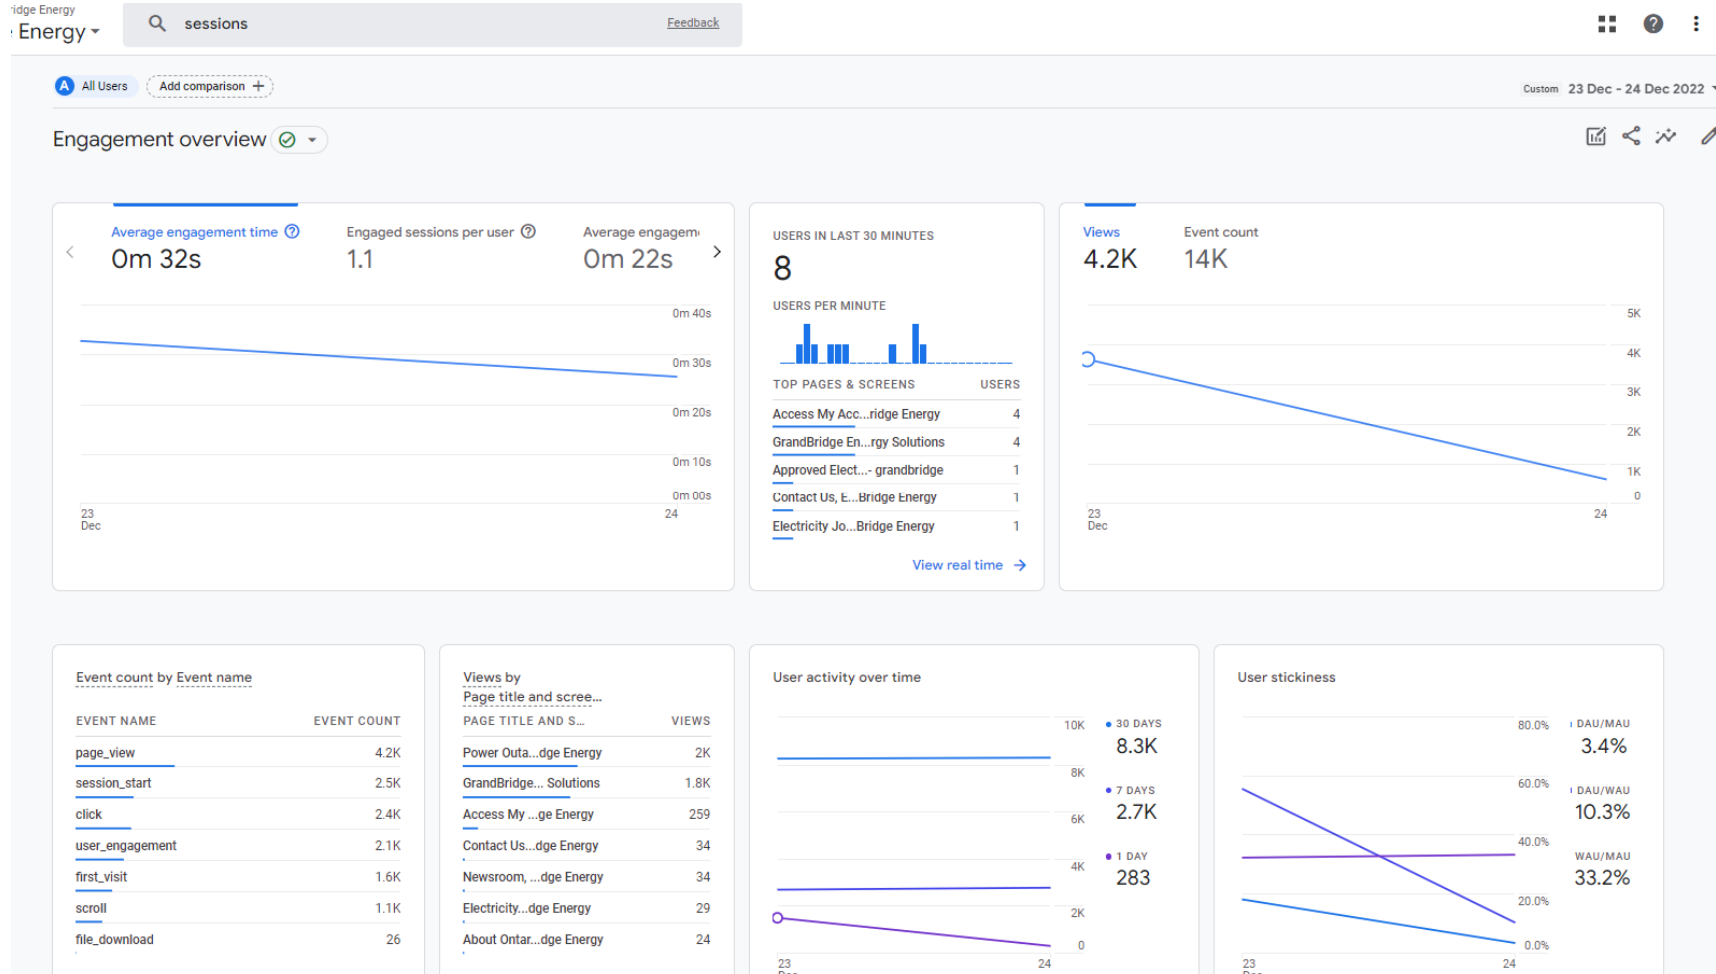 ridge Energy
Energy
sessions
Feedback
A All Users
Add comparison +
Custom 23 Dec - 24 Dec 2022
Engagement overview
Average engagement time
0m 32s
Engaged sessions per user
1.1
Average engagem
0m 22s
0m 40s
0m 30s
0m 20s
0m 10s
0m 00s
23
Dec
24
USERS IN LAST 30 MINUTES
8
USERS PER MINUTE
TOP PAGES & SCREENS USERS
Access My Acc...ridge Energy 4
GrandBridge En...rgy Solutions 4
Approved Elect...- grandbridge 1
Contact Us, E...Bridge Energy 1
Electricity Jo...Bridge Energy 1
View real time
Views
4.2K
Event count
14K
5K
4K
3K
2K
1K
0
23
Dec
24
Event count by Event name
EVENT NAME EVENT COUNT
page_view 4.2K
session_start 2.5K
click 2.4K
user_engagement 2.1K
first_visit 1.6K
scroll 1.1K
file_download 26
Views by
Page title and scree...
PAGE TITLE AND S... VIEWS
Power Outa...dge Energy 2K
GrandBridge... Solutions 1.8K
Access My ...ge Energy 259
Contact Us...dge Energy 34
Newsroom, ...dge Energy 34
Electricity...dge Energy 29
About Ontar...dge Energy 24
User activity over time
10K
8K
6K
4K
2K
0
23
Dec
24
30 DAYS
8.3K
7 DAYS
2.7K
1 DAY
283
User stickiness
80.0%
60.0%
40.0%
20.0%
0.0%
23
Dec
24
DAU/MAU
3.4%
DAU/WAU
10.3%
WAU/MAU
33.2%